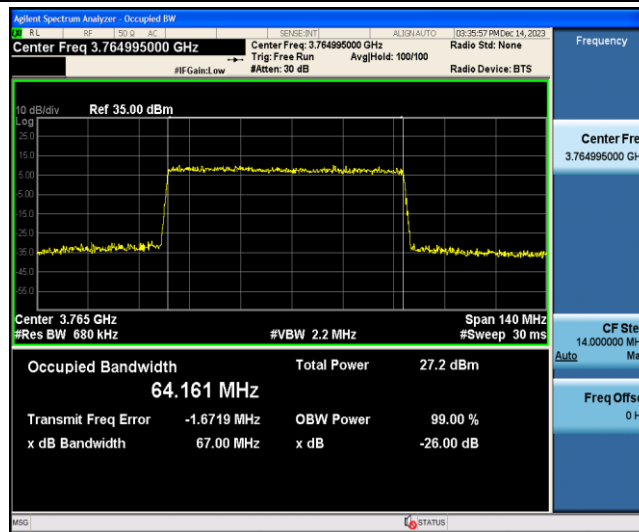 Agilent Spectrum Analyzer - Occupied BW
RL RF 50 Ω AC SENSE:INT ALIGNAUTO 03:35:57 PM Dec 14, 2023
Center Freq 3.764995000 GHz Center Freq: 3.764995000 GHz Radio Std: None Frequency
Trig: Free Run Avg|Hold: 100/100
#IFGain:Low #Atten: 30 dB Radio Device: BTS
10 dB/div Ref 35.00 dBm
Log
25.0
15.0
5.00
-5.00
-15.0
-25.0
-35.0
-45.0
-55.0
Center Fre
3.764995000 GH
Center 3.765 GHz Span 140 MHz
#Res BW 680 kHz #VBW 2.2 MHz #Sweep 30 ms
CF Ste
14.000000 MH
Auto Ma
Occupied Bandwidth Total Power 27.2 dBm
64.161 MHz
Transmit Freq Error -1.6719 MHz OBW Power 99.00 %
x dB Bandwidth 67.00 MHz x dB -26.00 dB
Freq Offs
0 H
MSG STATUS